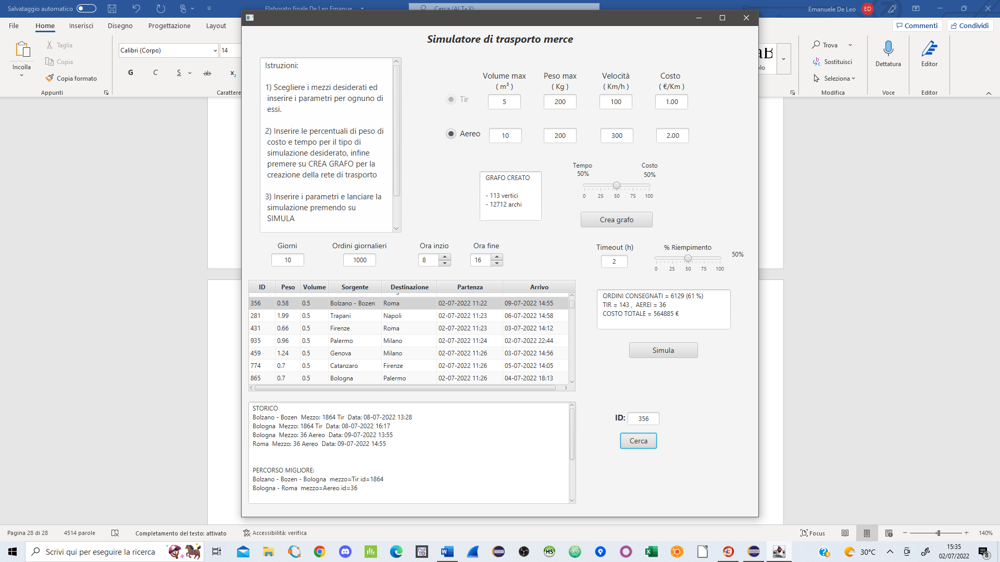 Salvataggio automatico
Elaborato finale De Leo Emanue...
Cerca (ALT+X)
Emanuele De Leo
ED
File
Home
Inserisci
Disegno
Progettazione
Layout
Commenti
Condividi
Incolla
Taglia
Copia
Copia formato
Appunti
Calibri (Corpo)
14
G C S ab x₂
Carattere
Trova
Sostituisci
Seleziona
Modifica
Dettatura
Voce
Editor
Editor
Simulatore di trasporto merce
Istruzioni:
1) Scegliere i mezzi desiderati ed
inserire i parametri per ognuno di
essi.
2) Inserire le percentuali di peso di
costo e tempo per il tipo di
simulazione desiderato, infine
premere su CREA GRAFO per la
creazione della rete di trasporto
3) Inserire i parametri e lanciare la
simulazione premendo su
SIMULA
Volume max Peso max Velocità Costo
( m³ ) ( Kg ) ( Km/h ) ( €/Km )
Tir 5 200 100 1.00
Aereo 10 200 300 2.00
GRAFO CREATO
- 113 vertici
- 12712 archi
Tempo Costo
50% 50%
0 25 50 75 100
Crea grafo
Giorni Ordini giornalieri Ora inzio Ora fine
10 1000 8 16
Timeout (h) % Riempimento
2 50%
0 25 50 75 100
ID Peso Volume Sorgente Destinazione Partenza Arrivo
356 0.58 0.5 Bolzano - Bozen Roma 02-07-2022 11:22 09-07-2022 14:55
281 1.99 0.5 Trapani Napoli 02-07-2022 11:23 06-07-2022 14:58
431 0.66 0.5 Firenze Roma 02-07-2022 11:23 03-07-2022 14:12
935 0.96 0.5 Palermo Milano 02-07-2022 11:24 02-07-2022 22:44
459 1.24 0.5 Genova Milano 02-07-2022 11:26 03-07-2022 14:56
774 0.7 0.5 Catanzaro Firenze 02-07-2022 11:26 05-07-2022 14:05
865 0.7 0.5 Bologna Palermo 02-07-2022 11:26 04-07-2022 18:13
ORDINI CONSEGNATI = 6129 (61 %)
TIR = 143 , AEREI = 36
COSTO TOTALE = 564885 €
Simula
STORICO
Bolzano - Bozen Mezzo: 1864 Tir Data: 08-07-2022 13:28
Bologna Mezzo: 1864 Tir Data: 08-07-2022 16:17
Bologna Mezzo: 36 Aereo Data: 09-07-2022 13:55
Roma Mezzo: 36 Aereo Data: 09-07-2022 14:55
PERCORSO MIGLIORE:
Bolzano - Bozen - Bologna mezzo=Tir id=1864
Bologna - Roma mezzo=Aereo id=36
ID: 356
Cerca
Pagina 28 di 28
4514 parole
Completamento del testo: attivato
Accessibilità: verifica
Focus
140%
Scrivi qui per eseguire la ricerca
Poli
TO
HS
30°C
15:35
02/07/2022
8